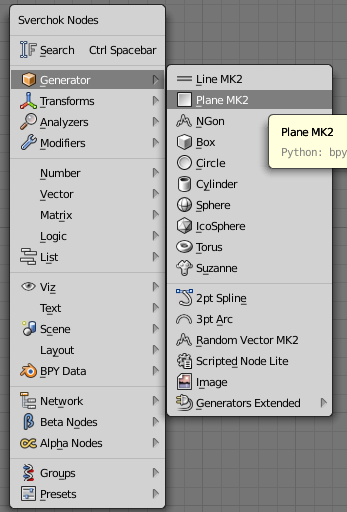 Sverchok Nodes
Search Ctrl Spacebar
Generator
Transforms
Analyzers
Modifiers
Number
Vector
Matrix
Logic
List
Viz
Text
Scene
Layout
BPY Data
Network
Beta Nodes
Alpha Nodes
Groups
Presets
Line MK2
Plane MK2
NGon
Box
Circle
Cylinder
Sphere
IcoSphere
Torus
Suzanne
2pt Spline
3pt Arc
Random Vector MK2
Scripted Node Lite
Image
Generators Extended
Plane MK2
Python: bpy